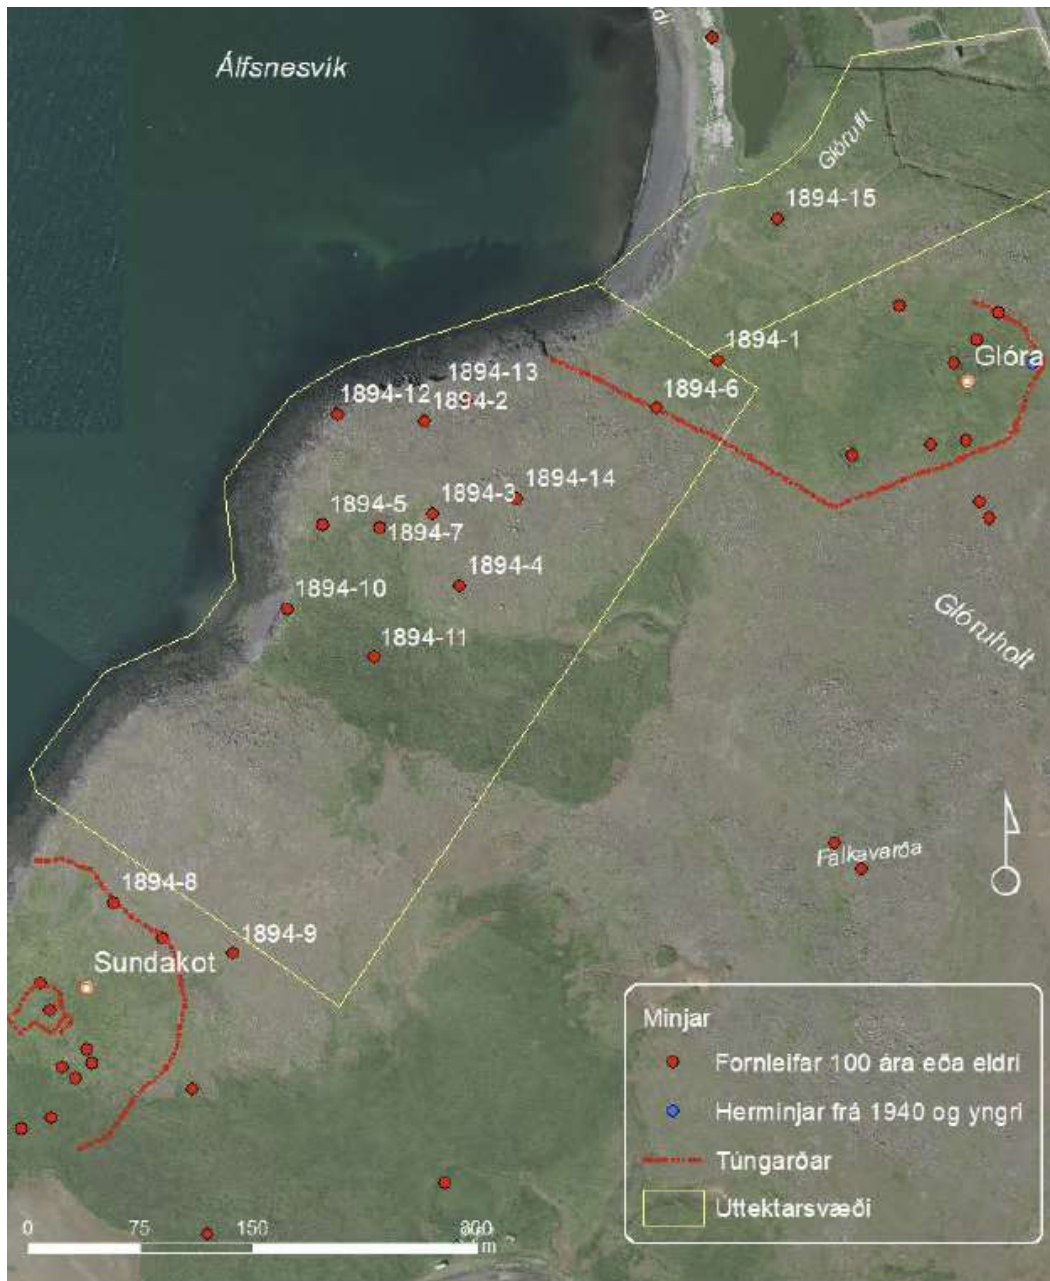 Álfsnesvík
Glóruvit
1894-15
1894-1
Glóra
1894-13
1894-6
1894-12
1894-2
1894-14
1894-3
1894-5
1894-7
1894-4
1894-10
Glóruholt
1894-11
Fálkavarða
1894-8
1894-9
Sundakot
Minjar
Fornleifar 100 ára eða eldri
Herminjar frá 1940 og yngri
Túngarðar
Úttektarsvæði
0 75 150 300
m